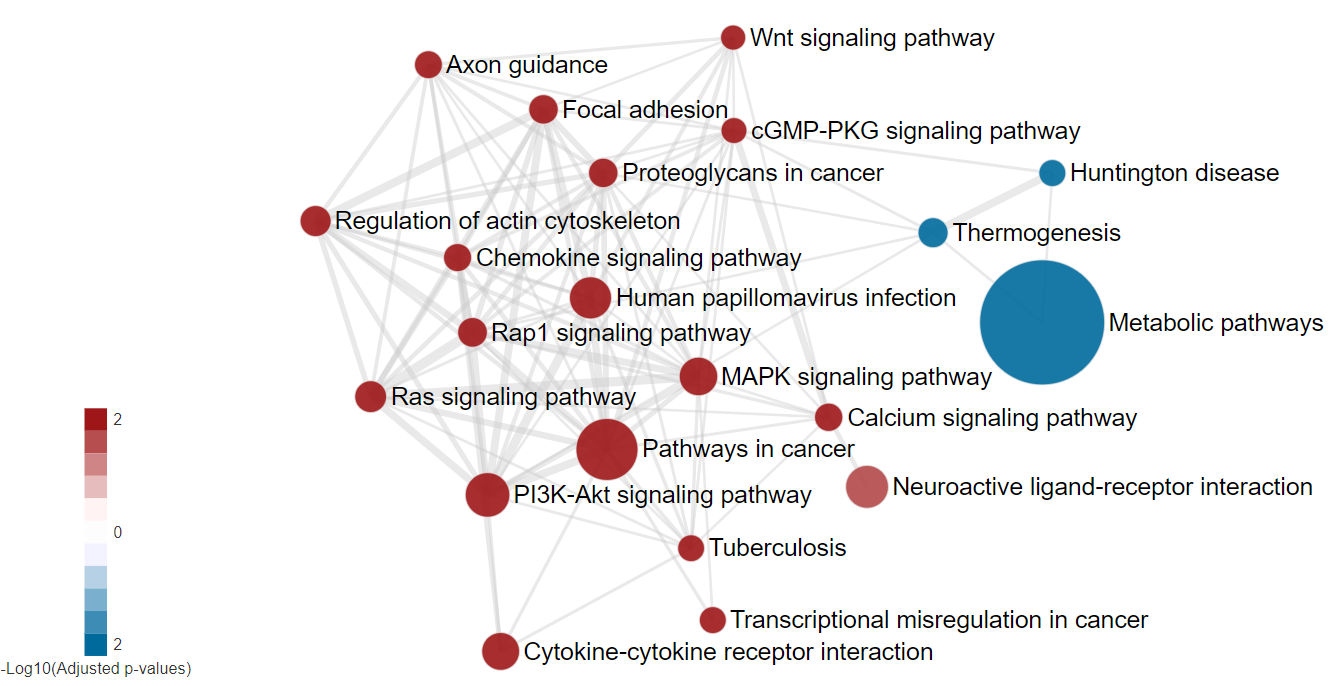 Wnt signaling pathway
Axon guidance
Focal adhesion
cGMP-PKG signaling pathway
Proteoglycans in cancer
Huntington disease
Regulation of actin cytoskeleton
Thermogenesis
Chemokine signaling pathway
Human papillomavirus infection
Metabolic pathways
Rap1 signaling pathway
MAPK signaling pathway
Ras signaling pathway
Calcium signaling pathway
2
Pathways in cancer
Neuroactive ligand-receptor interaction
PI3K-Akt signaling pathway
0
Tuberculosis
Transcriptional misregulation in cancer
2
Cytokine-cytokine receptor interaction
-Log10(Adjusted p-values)